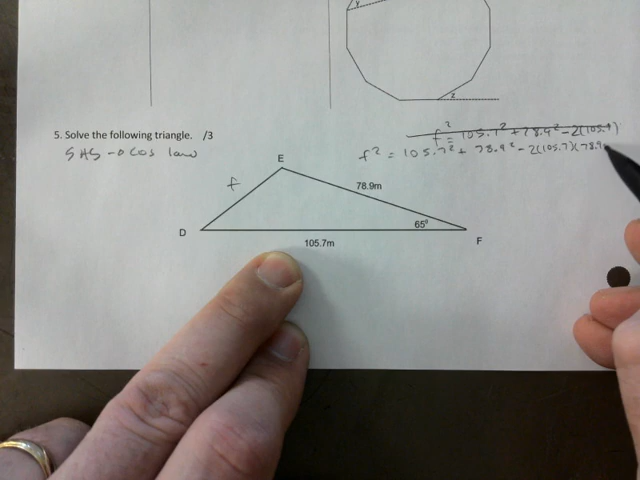 y
z
5. Solve the following triangle. /3
f² = 105.7² + 78.9² - 2(105.7)
SAS → cos law
f² = 105.7² + 78.9² - 2(105.7)(78.9
E
f
78.9m
D
65°
F
105.7m